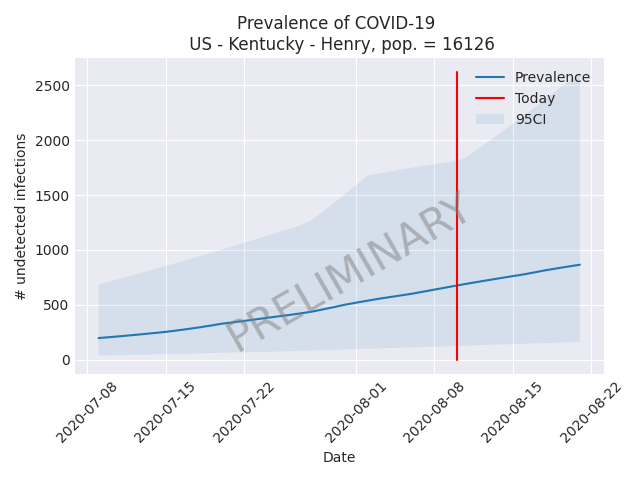 Prevalence of COVID-19
US - Kentucky - Henry, pop. = 16126
Prevalence
Today
95CI
# undetected infections
2500
2000
1500
1000
500
0
PRELIMINARY
2020-07-08
2020-07-15
2020-07-22
2020-08-01
2020-08-08
2020-08-15
2020-08-22
Date